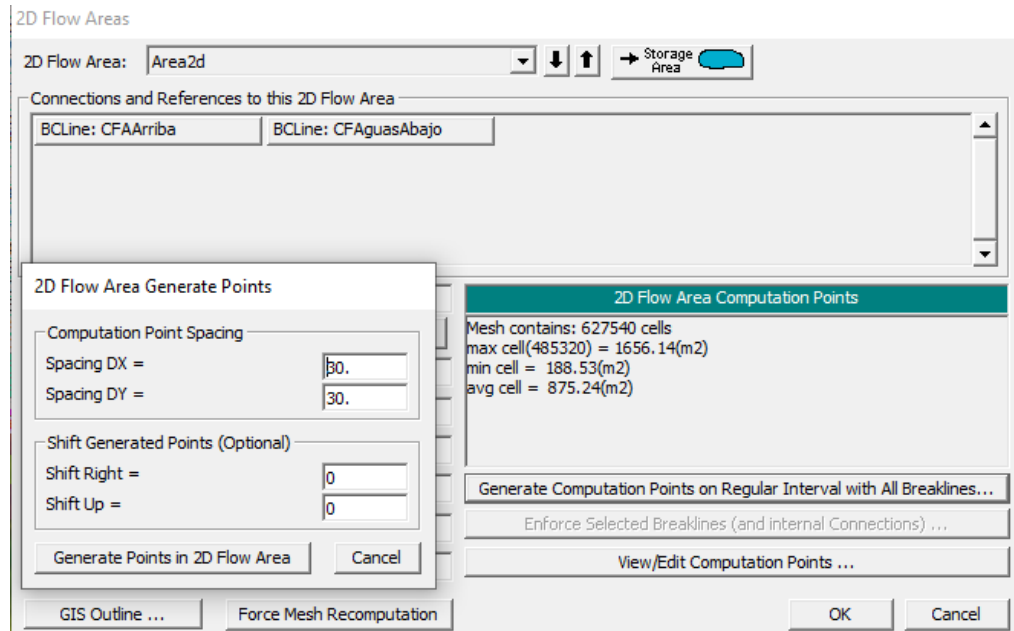 2D Flow Areas
2D Flow Area: Area2d
Storage
Area
Connections and References to this 2D Flow Area
BCLine: CFAArriba BCLine: CFAguasAbajo
2D Flow Area Generate Points
Computation Point Spacing
Spacing DX = 30.
Spacing DY = 30.
Shift Generated Points (Optional)
Shift Right = 0
Shift Up = 0
Generate Points in 2D Flow Area Cancel
2D Flow Area Computation Points
Mesh contains: 627540 cells
max cell(485320) = 1656.14(m2)
min cell = 188.53(m2)
avg cell = 875.24(m2)
Generate Computation Points on Regular Interval with All Breaklines...
Enforce Selected Breaklines (and internal Connections) ...
View/Edit Computation Points ...
GIS Outline ... Force Mesh Recomputation OK Cancel